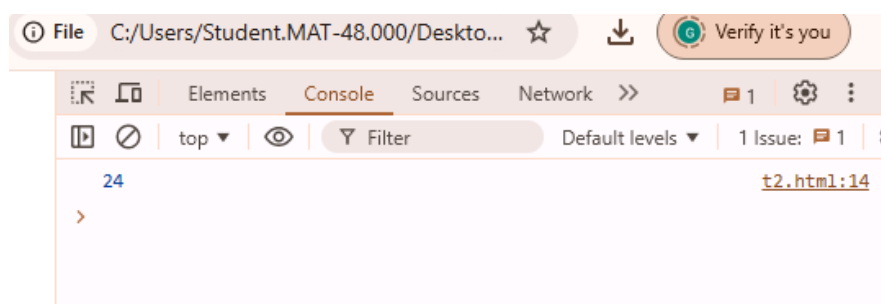 File C:/Users/Student.MAT-48.000/Deskto... G Verify it's you
Elements Console Sources Network >> 1
top ▼ Filter Default levels ▼ 1 Issue: 1
24 t2.html:14
>